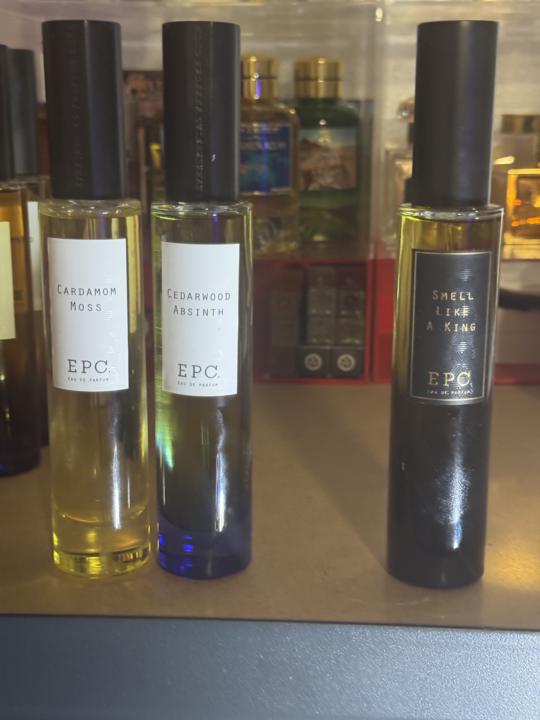 CARDAMOM
MOSS
EPC.
EAU DE PARFUM
CEDARWOOD
ABSINTH
EPC.
EAU DE PARFUM
SMELL
LIKE
A KING
EPC.
EAU DE PARFUM